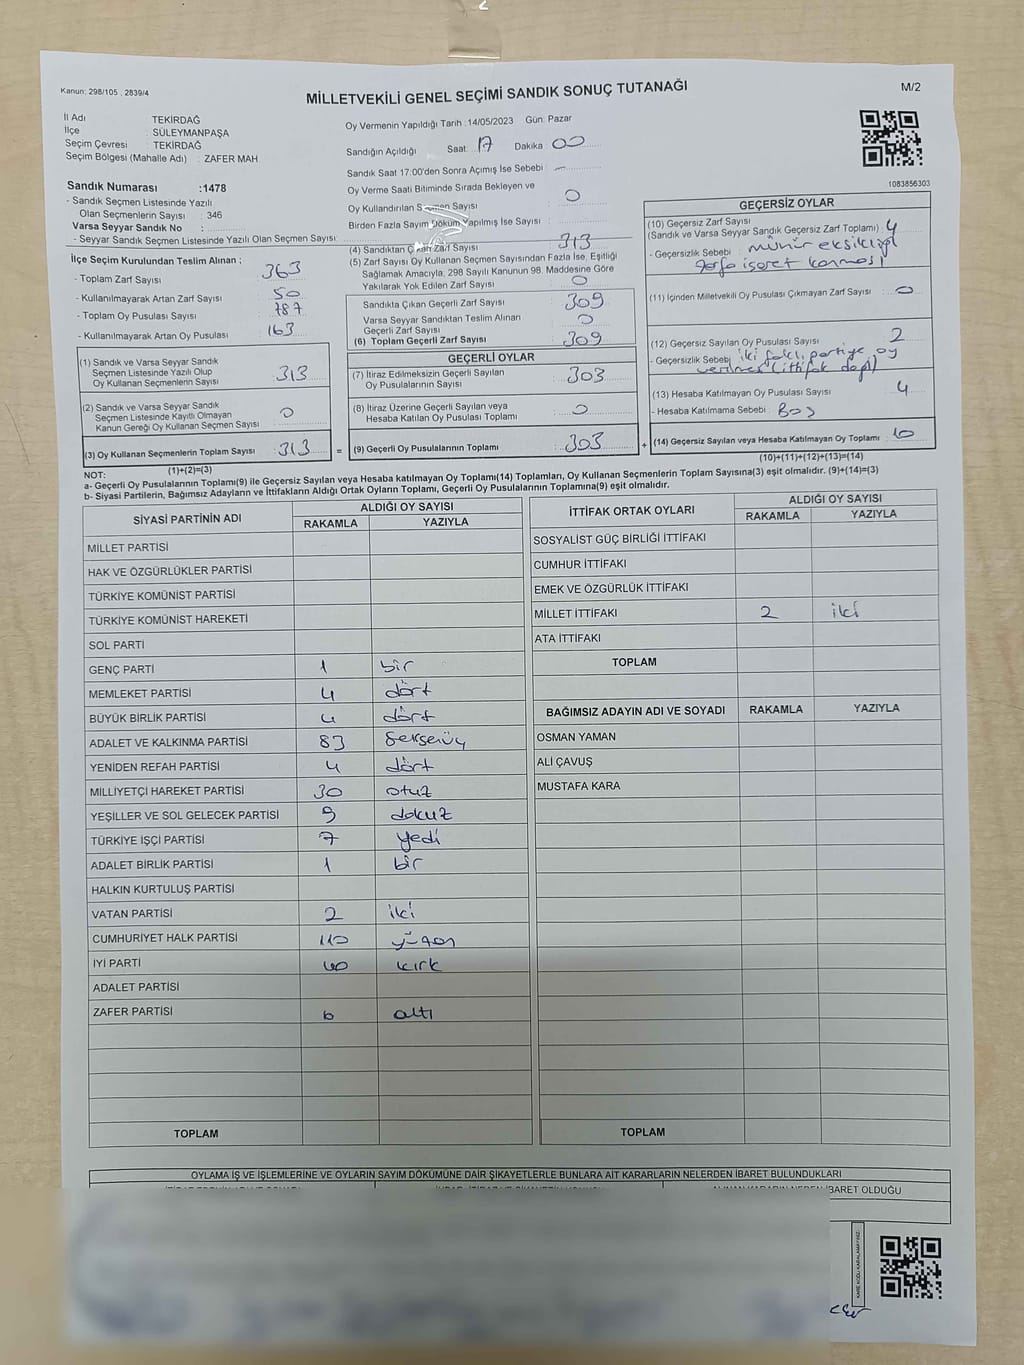 Kanun: 298/105 , 2839/4
MİLLETVEKİLİ GENEL SEÇİMİ SANDIK SONUÇ TUTANAĞI
M/2
İl Adı TEKİRDAĞ
İlçe : SÜLEYMANPAŞA
Seçim Çevresi : TEKİRDAĞ
Seçim Bölgesi (Mahalle Adı) : ZAFER MAH
Oy Vermenin Yapıldığı Tarih :14/05/2023 Gün: Pazar
Sandığın Açıldığı Saat: 17 Dakika 00
Sandık Saat 17:00'den Sonra Açımış İse Sebebi : —
Oy Verme Saati Bitiminde Sırada Bekleyen ve
Oy Kullandırılan Seçmen Sayısı 0
Birden Fazla Sayım Döküm Yapılmış İse Sayısı :
1083856303
Sandık Numarası :1478
- Sandık Seçmen Listesinde Yazılı
Olan Seçmenlerin Sayısı : 346
Varsa Seyyar Sandık No :
- Seyyar Sandık Seçmen Listesinde Yazılı Olan Seçmen Sayısı :
İlçe Seçim Kurulundan Teslim Alınan :
- Toplam Zarf Sayısı : 363
- Kullanılmayarak Artan Zarf Sayısı : 50
- Toplam Oy Pusulası Sayısı : 787
- Kullanılmayarak Artan Oy Pusulası : 163
(1) Sandık ve Varsa Seyyar Sandık
Seçmen Listesinde Yazılı Olup
Oy Kullanan Seçmenlerin Sayısı : 313
(2) Sandık ve Varsa Seyyar Sandık
Seçmen Listesinde Kayıtlı Olmayan
Kanun Gereği Oy Kullanan Seçmen Sayısı : 0
(3) Oy Kullanan Seçmenlerin Toplam Sayısı : 313
(1)+(2)=(3)
(4) Sandıktan Çıkan Zarf Sayısı : 313
(5) Zarf Sayısı Oy Kullanan Seçmen Sayısından Fazla İse, Eşitliği
Sağlamak Amacıyla, 298 Sayılı Kanunun 98. Maddesine Göre
Yakılarak Yok Edilen Zarf Sayısı : 0
Sandıkta Çıkan Geçerli Zarf Sayısı : 309
Varsa Seyyar Sandıktan Teslim Alınan
Geçerli Zarf Sayısı : 0
(6) Toplam Geçerli Zarf Sayısı : 309
GEÇERLİ OYLAR
(7) İtiraz Edilmeksizin Geçerli Sayılan
Oy Pusulalarının Sayısı : 303
(8) İtiraz Üzerine Geçerli Sayılan veya
Hesaba Katılan Oy Pusulası Toplamı : 0
= (9) Geçerli Oy Pusulalarının Toplamı : 303
GEÇERSİZ OYLAR
(10) Geçersiz Zarf Sayısı
(Sandık ve Varsa Seyyar Sandık Geçersiz Zarf Toplamı) : 4
- Geçersizlik Sebebi : mühür eksikliği
zarfa işaret konması
(11) İçinden Milletvekili Oy Pusulası Çıkmayan Zarf Sayısı : 0
(12) Geçersiz Sayılan Oy Pusulası Sayısı : 2
- Geçersizlik Sebebi : iki faklı partiye oy
verilmes (ittifak değil)
(13) Hesaba Katılmayan Oy Pusulası Sayısı : 4
- Hesaba Katılmama Sebebi : Boş
+ (14) Geçersiz Sayılan veya Hesaba Katılmayan Oy Toplamı : 10
(10)+(11)+(12)+(13)=(14)
NOT:
a- Geçerli Oy Pusulalarının Toplamı(9) ile Geçersiz Sayılan veya Hesaba katılmayan Oy Toplamı(14) Toplamları, Oy Kullanan Seçmenlerin Toplam Sayısına(3) eşit olmalıdır. (9)+(14)=(3)
b- Siyasi Partilerin, Bağımsız Adayların ve İttifakların Aldığı Ortak Oyların Toplamı, Geçerli Oy Pusulalarının Toplamına(9) eşit olmalıdır.
SİYASİ PARTİNİN ADI ALDIĞI OY SAYISI
RAKAMLA YAZIYLA
MİLLET PARTİSİ
HAK VE ÖZGÜRLÜKLER PARTİSİ
TÜRKİYE KOMÜNİST PARTİSİ
TÜRKİYE KOMÜNİST HAREKETİ
SOL PARTİ
GENÇ PARTİ 1 bir
MEMLEKET PARTİSİ 4 dört
BÜYÜK BİRLİK PARTİSİ 4 dört
ADALET VE KALKINMA PARTİSİ 83 seksenüç
YENİDEN REFAH PARTİSİ 4 dört
MİLLİYETÇİ HAREKET PARTİSİ 30 otuz
YEŞİLLER VE SOL GELECEK PARTİSİ 9 dokuz
TÜRKİYE İŞÇİ PARTİSİ 7 yedi
ADALET BİRLİK PARTİSİ 1 bir
HALKIN KURTULUŞ PARTİSİ
VATAN PARTİSİ 2 iki
CUMHURİYET HALK PARTİSİ 110 yüzon
İYİ PARTİ 40 kırk
ADALET PARTİSİ
ZAFER PARTİSİ 6 altı
TOPLAM
İTTİFAK ORTAK OYLARI ALDIĞI OY SAYISI
RAKAMLA YAZIYLA
SOSYALİST GÜÇ BİRLİĞİ İTTİFAKI
CUMHUR İTTİFAKI
EMEK VE ÖZGÜRLÜK İTTİFAKI
MİLLET İTTİFAKI 2 iki
ATA İTTİFAKI
TOPLAM
BAĞIMSIZ ADAYIN ADI VE SOYADI RAKAMLA YAZIYLA
OSMAN YAMAN
ALİ ÇAVUŞ
MUSTAFA KARA
TOPLAM
OYLAMA İŞ VE İŞLEMLERİNE VE OYLARIN SAYIM DÖKÜMÜNE DAİR ŞİKAYETLERLE BUNLARA AİT KARARLARIN NELERDEN İBARET BULUNDUKLARI
İBARET OLDUĞU